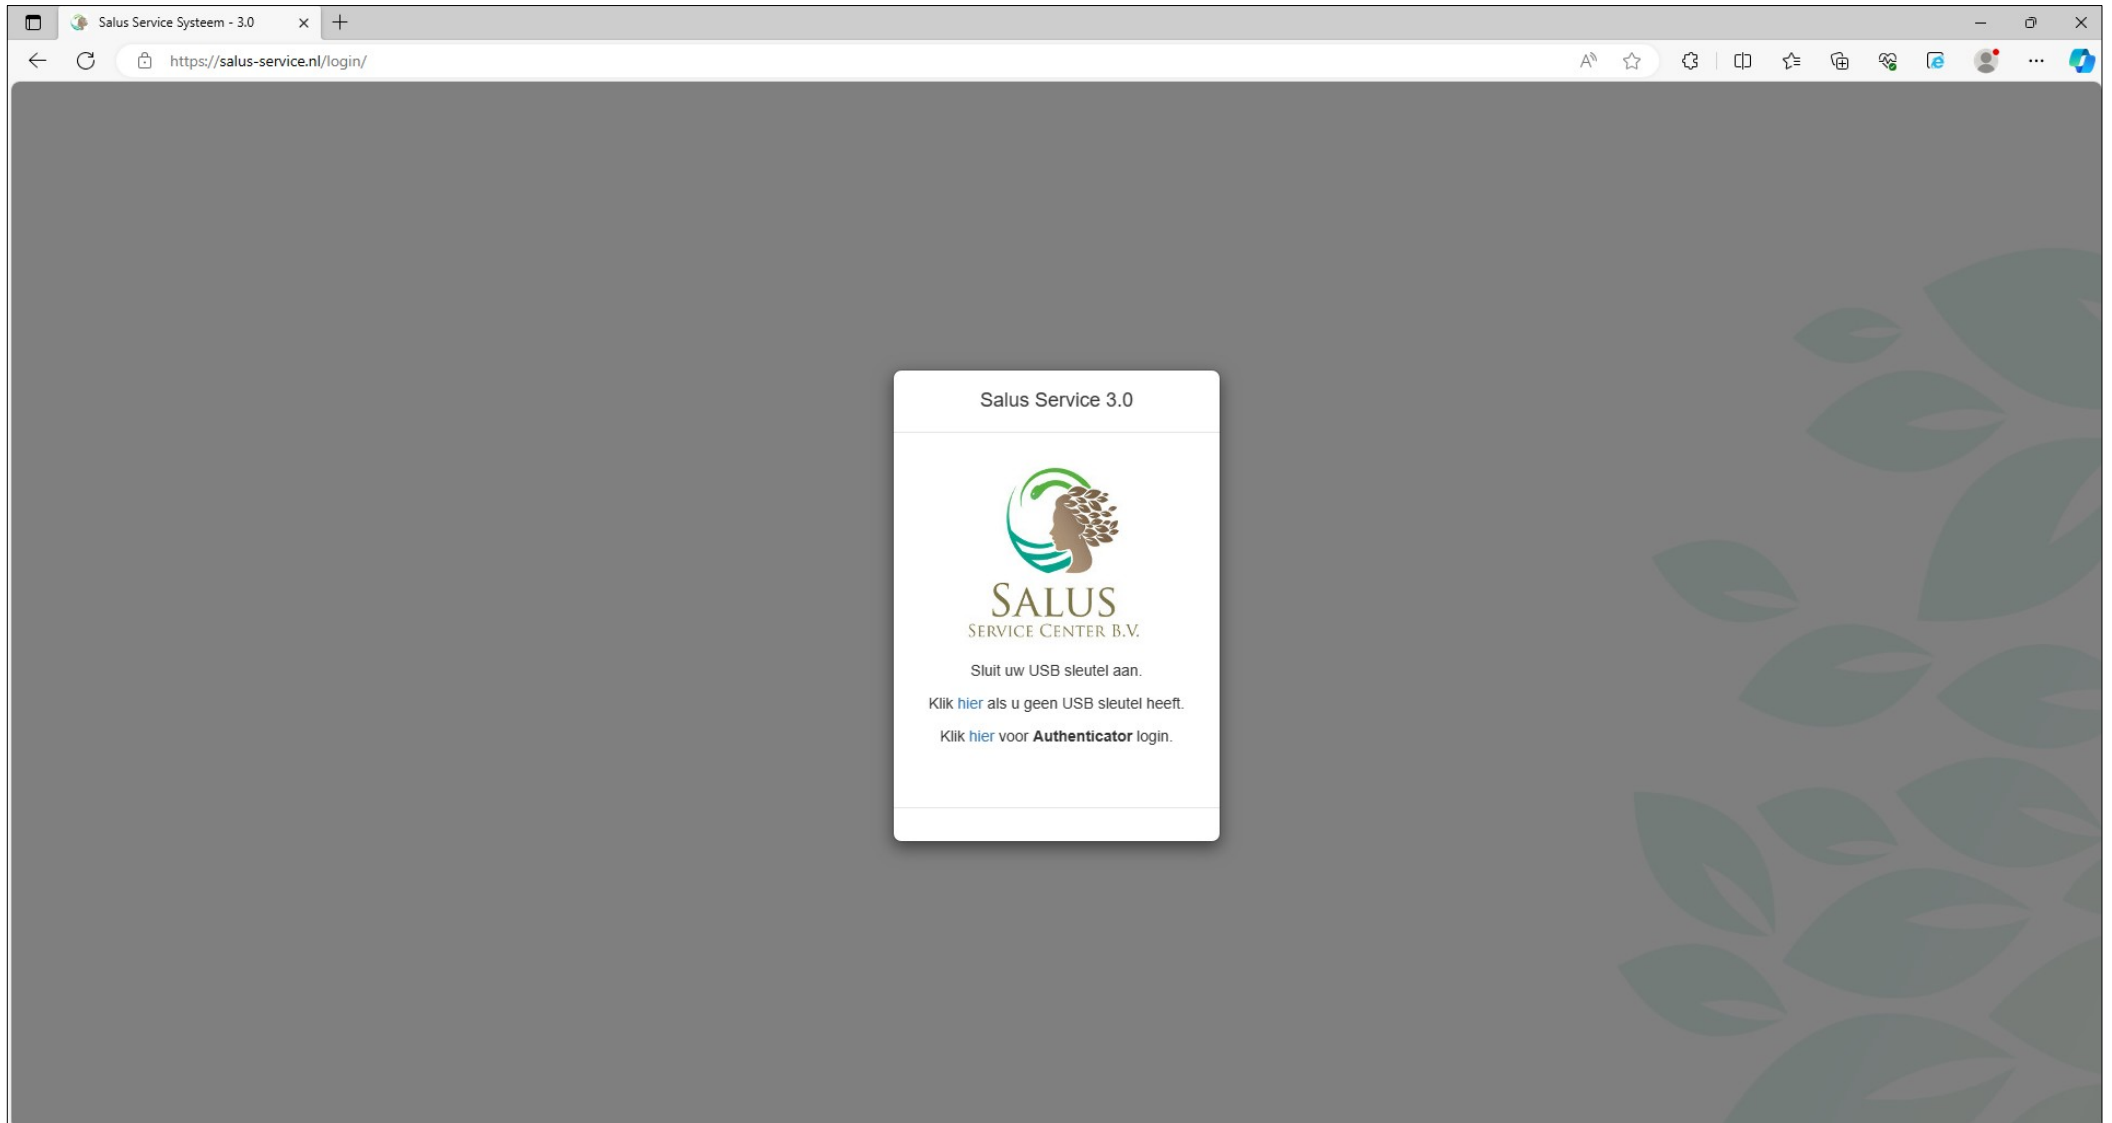 Salus Service Systeem - 3.0
https://salus-service.nl/login/
Salus Service 3.0
SALUS
SERVICE CENTER B.V.
Sluit uw USB sleutel aan.
Klik hier als u geen USB sleutel heeft.
Klik hier voor Authenticator login.